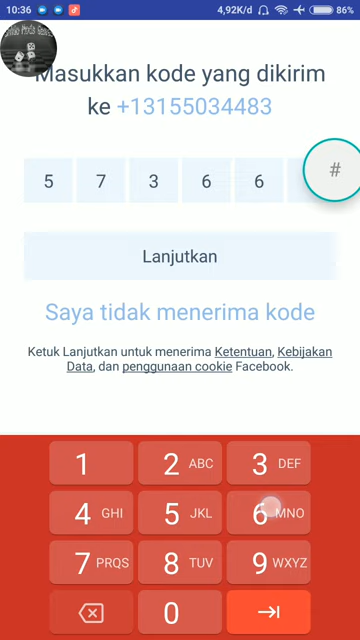 10:36
4,92K/d
86%
Masukkan kode yang dikirim
ke +13155034483
5 7 3 6 6
#
Lanjutkan
Saya tidak menerima kode
Ketuk Lanjutkan untuk menerima Ketentuan, Kebijakan
Data, dan penggunaan cookie Facebook.
1
2 ABC
3 DEF
4 GHI
5 JKL
6 MNO
7 PRQS
8 TUV
9 WXYZ
0